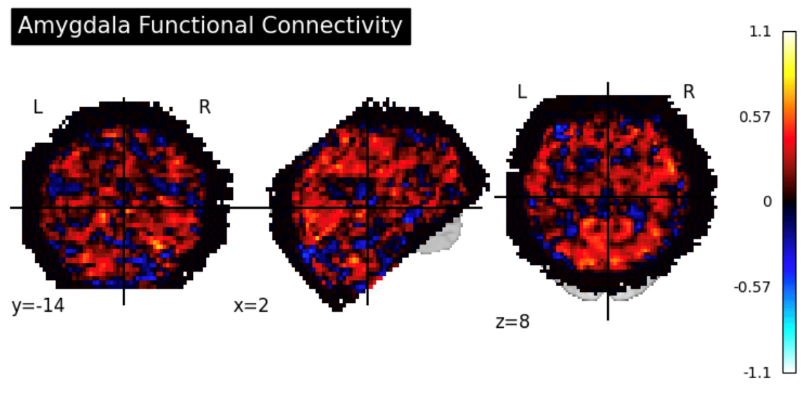 Amygdala Functional Connectivity
L R
L R
y=-14
x=2
z=8
1.1
0.57
0
-0.57
-1.1